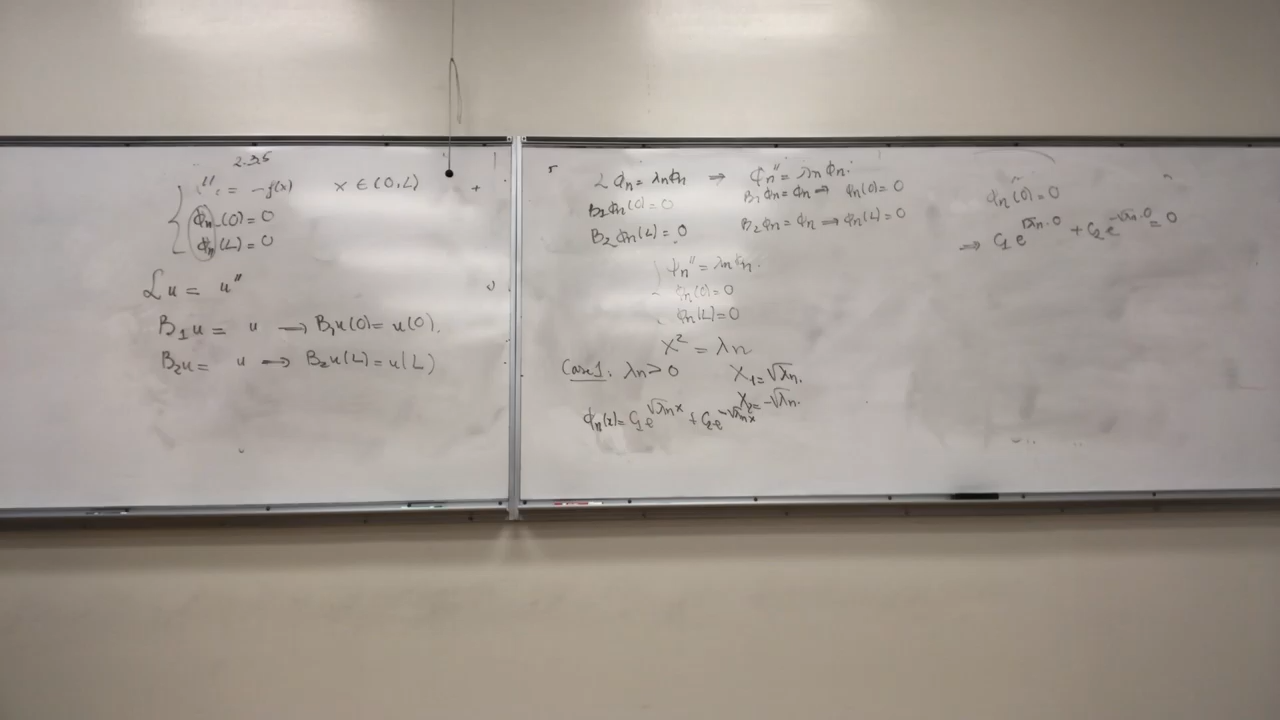 2.3.5
u'' = -f(x) x ∈ (0,L)
ϕn(0) = 0
ϕn(L) = 0
Lu = u''
B₁u = u → B₁u(0) = u(0).
B₂u = u → B₂u(L) = u(L)
Lϕn = λnϕn ⇒ ϕn'' = λnϕn.
B₁ϕn(0) = 0 B₁ϕn = ϕn ⇒ ϕn(0) = 0
B₂ϕn(L) = 0 B₂ϕn = ϕn ⇒ ϕn(L) = 0
ϕn'' = λnϕn.
ϕn(0) = 0
ϕn(L) = 0
X² = λn
Case 1: λn > 0 X₁ = √λn.
X₂ = -√λn.
ϕn(x) = C₁e^{√λn x} + C₂e^{-√λn x}
ϕn(0) = 0
⇒ C₁e^{√λn·0} + C₂e^{-√λn·0} = 0